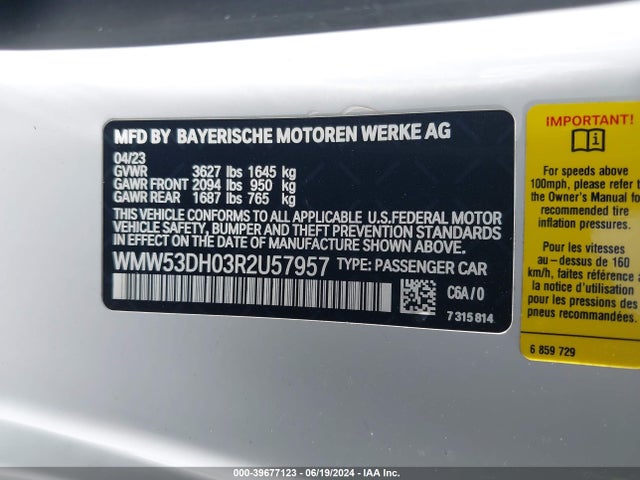 MFD BY BAYERISCHE MOTOREN WERKE AG
04/23
GVWR 3627 lbs 1645 kg
GAWR FRONT 2094 lbs 950 kg
GAWR REAR 1687 lbs 765 kg
THIS VEHICLE CONFORMS TO ALL APPLICABLE U.S.FEDERAL MOTOR
VEHICLE SAFETY, BUMPER, AND THEFT PREVENTION STANDARDS
IN EFFECT ON THE DATE OF MANUFACTURE SHOWN ABOVE.
WMW53DH03R2U57957 TYPE: PASSENGER CAR
C6A/0
7 315 814
IMPORTANT!
For speeds above
100mph, please refer to
the Owner's Manual for
recommended tire
inflation pressures.
Pour les vitesses
au-dessus de 160
km/h, faites référence à
la notice d'utilisation
pour les pressions des
pneus recommandées.
6 859 729
000-39677123 - 06/19/2024 - IAA Inc.